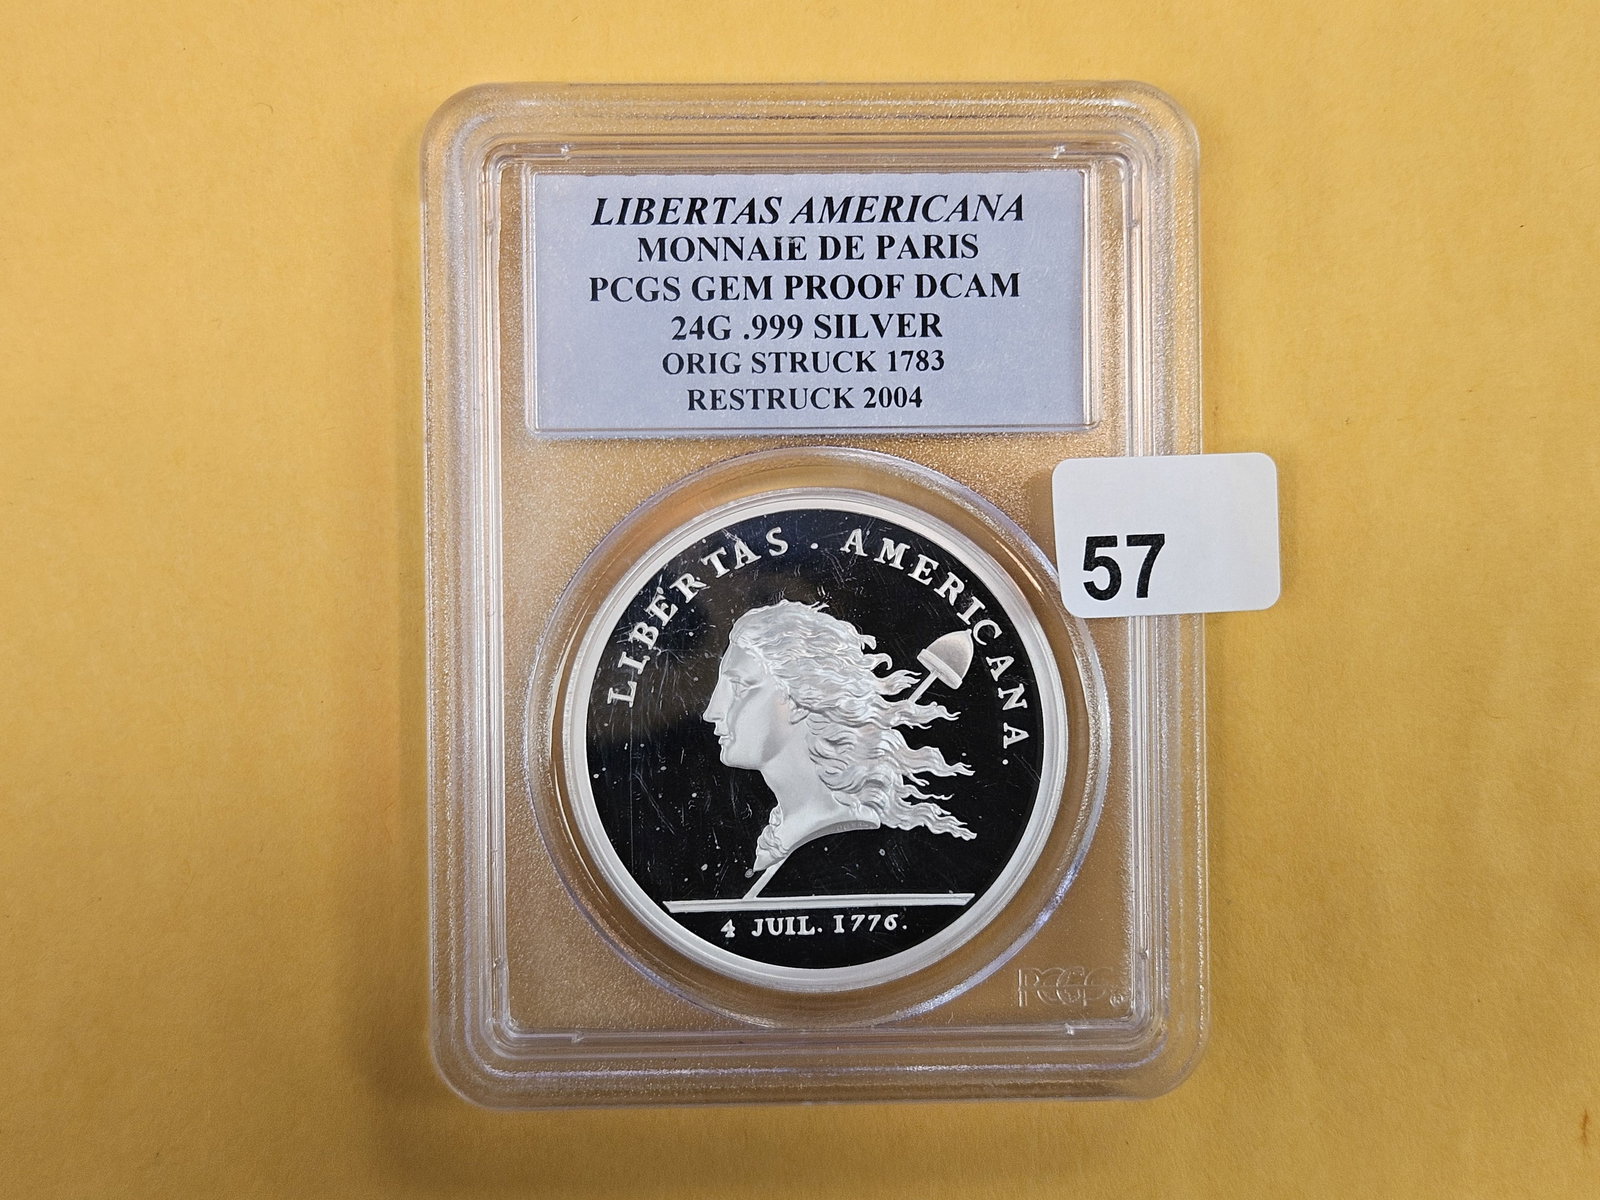 LIBERTAS AMERICANA
MONNAIE DE PARIS
PCGS GEM PROOF DCAM
24G .999 SILVER
ORIG STRUCK 1783
RESTRUCK 2004
57
LIBERTAS . AMERICANA.
4 JUIL. 1776.
PCGS